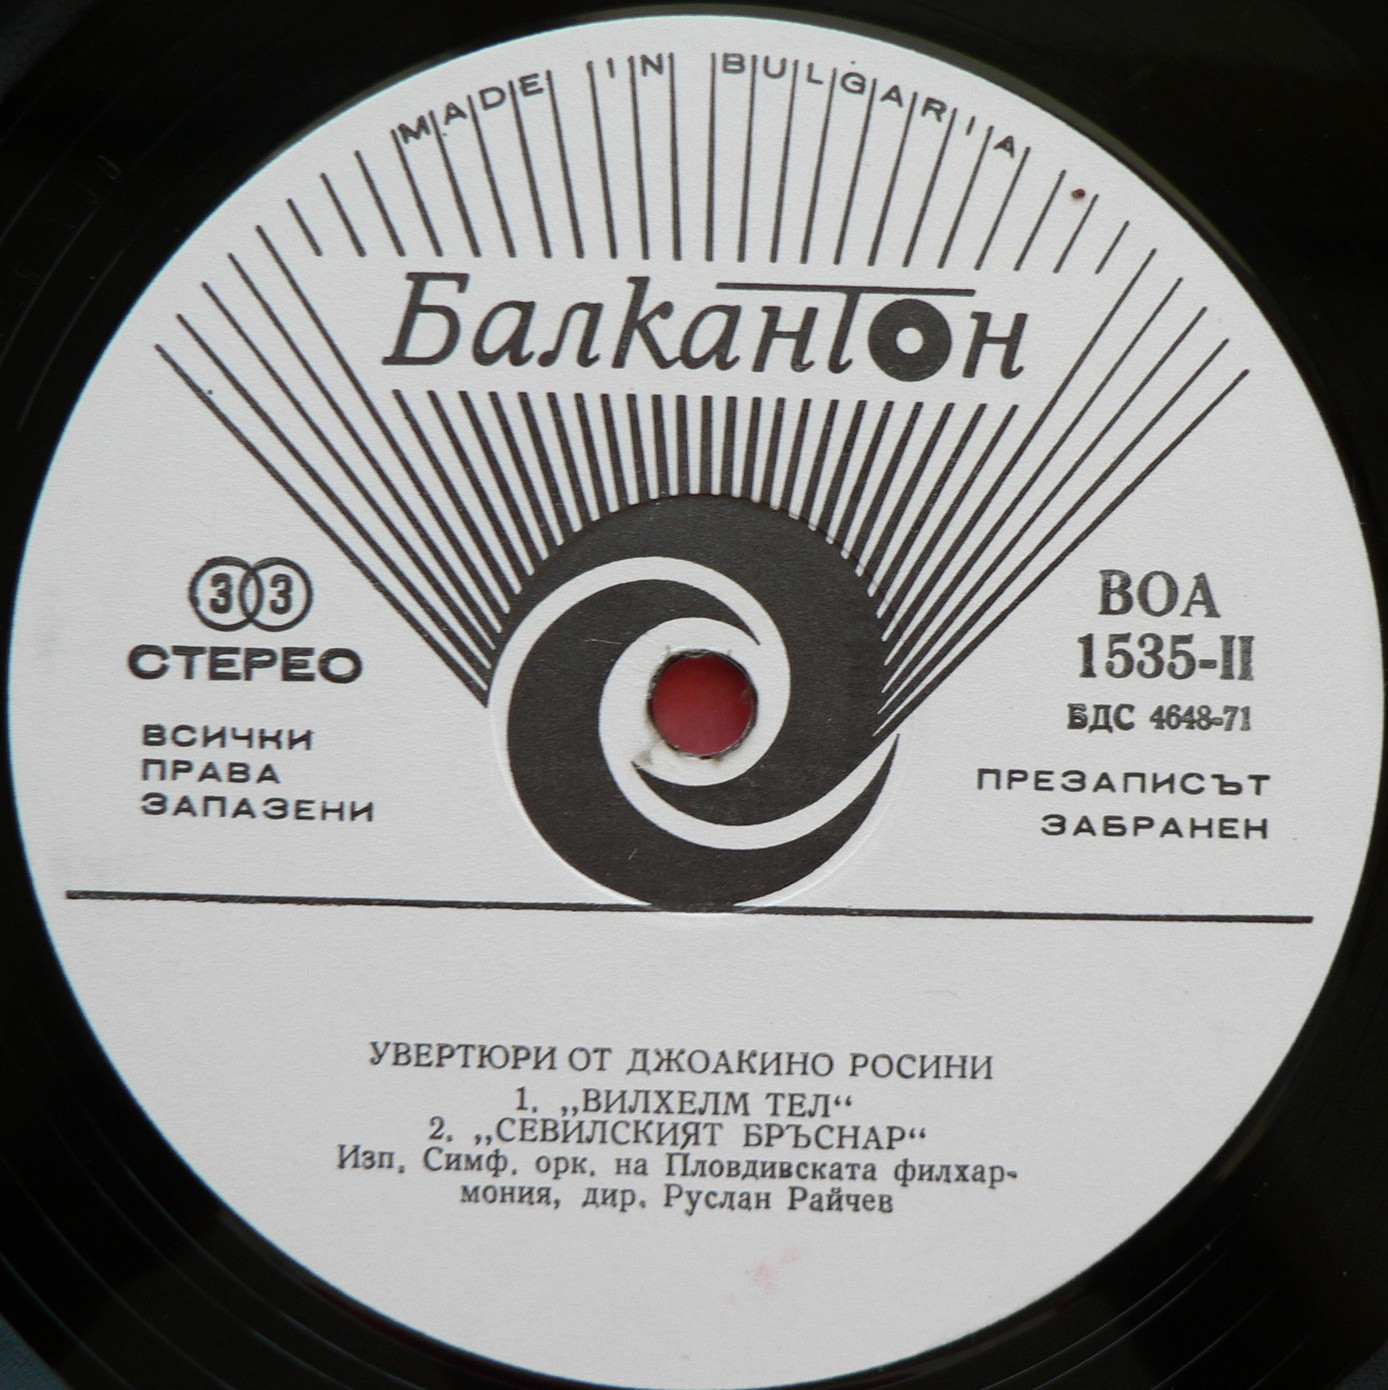 MADE IN BULGARIA
Балкантон
33
СТЕРЕО
ВСИЧКИ
ПРАВА
ЗАПАЗЕНИ
ВОА
1535-II
БДС 4648-71
ПРЕЗАПИСЪТ
ЗАБРАНЕН
УВЕРТЮРИ ОТ ДЖОАКИНО РОСИНИ
1. „ВИЛХЕЛМ ТЕЛ“
2. „СЕВИЛСКИЯТ БРЪСНАР“
Изп. Симф. орк. на Пловдивската филхар-
мония, дир. Руслан Райчев